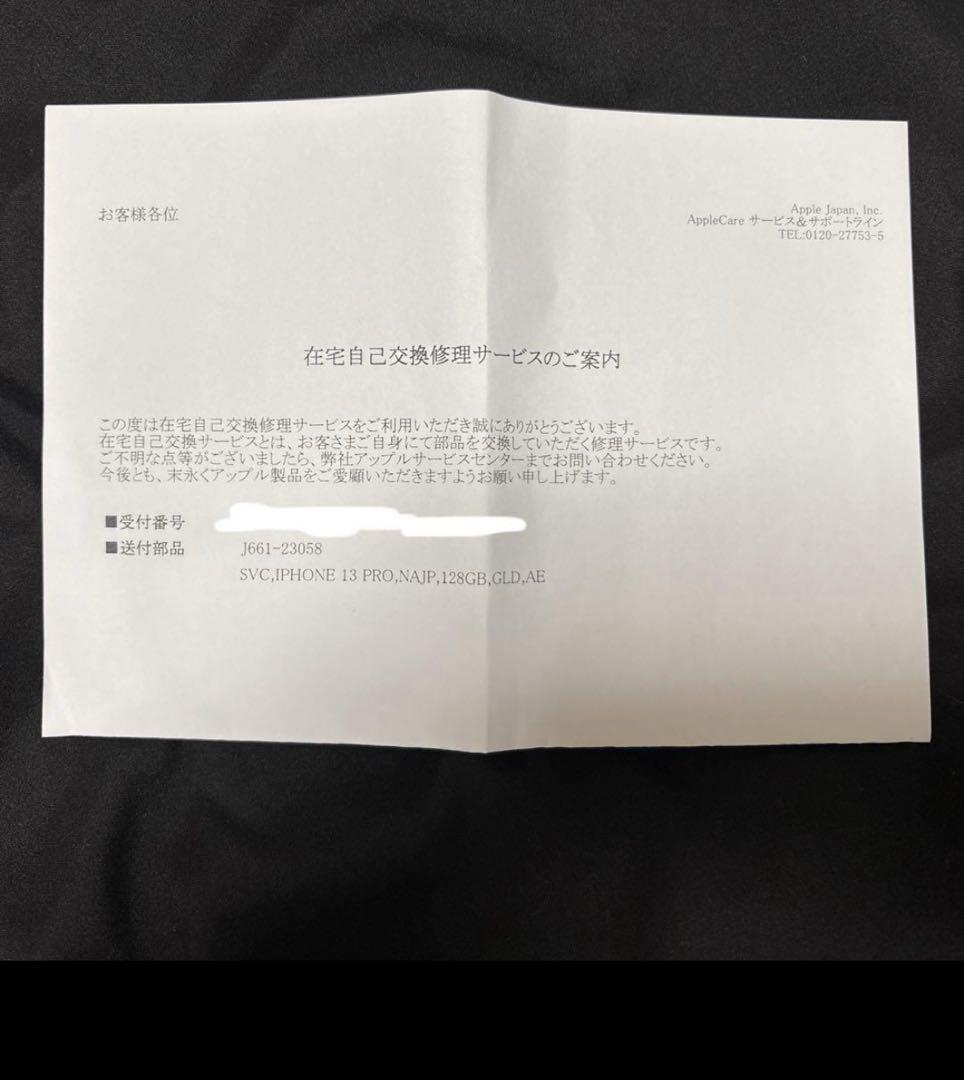 お客様各位
Apple Japan, Inc.
AppleCare サービス&サポートライン
TEL:0120-27753-5
在宅自己交換修理サービスのご案内
この度は在宅自己交換修理サービスをご利用いただき誠にありがとうございます。
在宅自己交換サービスとは、お客さまご自身にて部品を交換していただく修理サービスです。
ご不明な点等がございましたら、弊社アップルサービスセンターまでお問い合わせください。
今後とも、末永くアップル製品をご愛顧いただきますようお願い申し上げます。
■受付番号
■送付部品 J661-23058
SVC,IPHONE 13 PRO,NAJP,128GB,GLD,AE